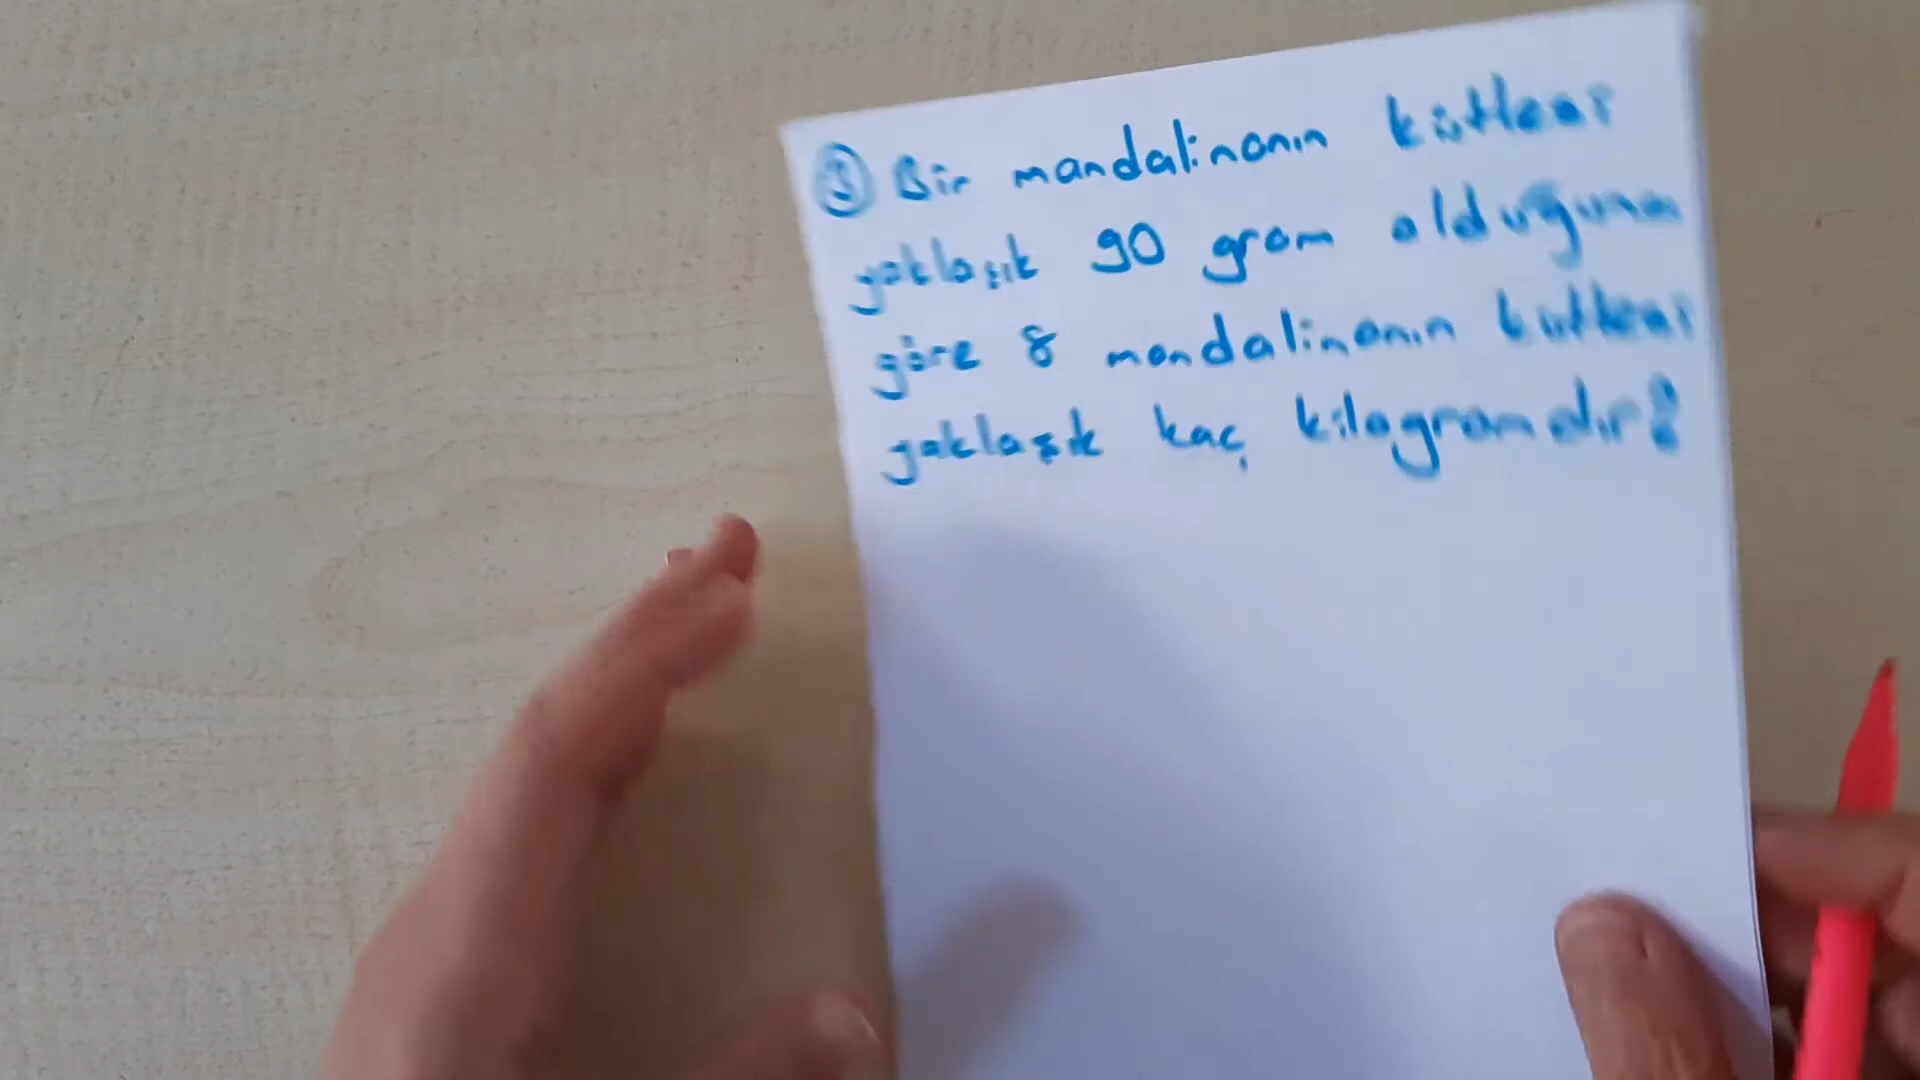 ③ Bir mandalinanın kütlesi
yaklaşık 90 gram olduğuna
göre 8 mandalinanın kütlesi
yaklaşık kaç kilogramdır?